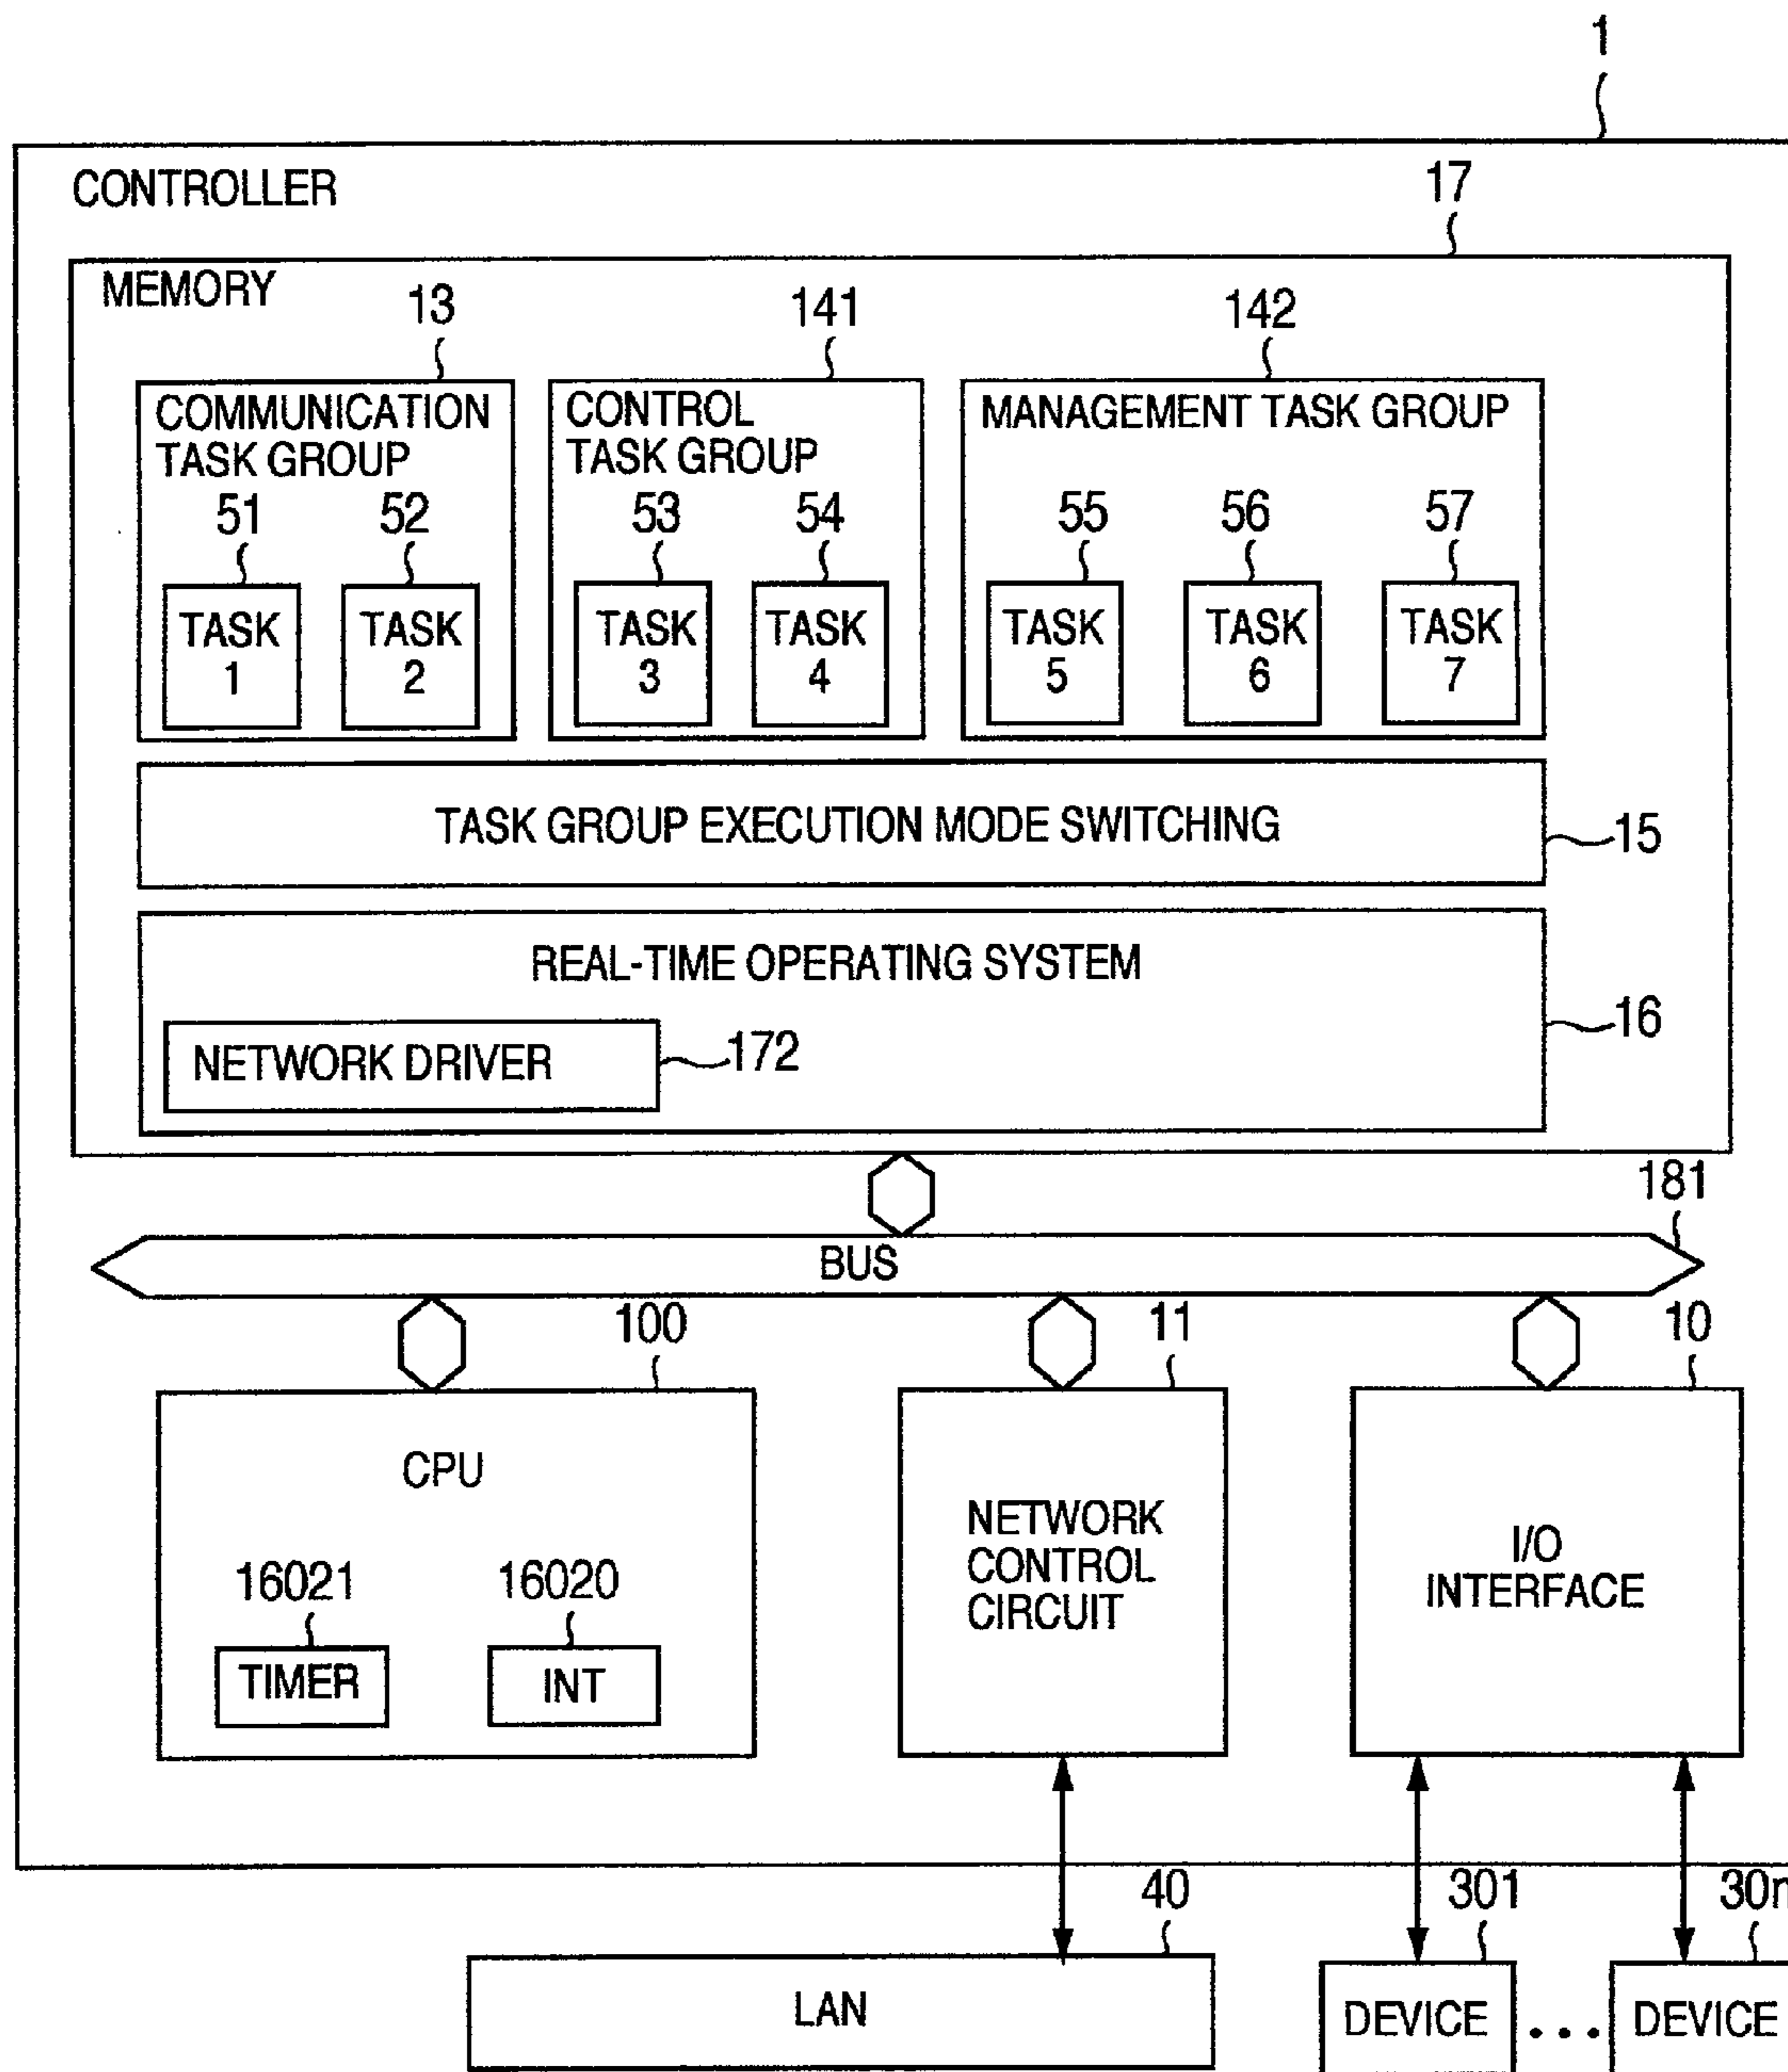 1
CONTROLLER
17
MEMORY
13
141
142
COMMUNICATION
TASK GROUP
CONTROL
TASK GROUP
MANAGEMENT TASK GROUP
51
52
53
54
55
56
57
TASK
1
TASK
2
TASK
3
TASK
4
TASK
5
TASK
6
TASK
7
TASK GROUP EXECUTION MODE SWITCHING
15
REAL-TIME OPERATING SYSTEM
16
NETWORK DRIVER
172
181
BUS
100
11
10
CPU
16021
16020
TIMER
INT
NETWORK
CONTROL
CIRCUIT
I/O
INTERFACE
40
301
30n
LAN
DEVICE
...
DEVICE